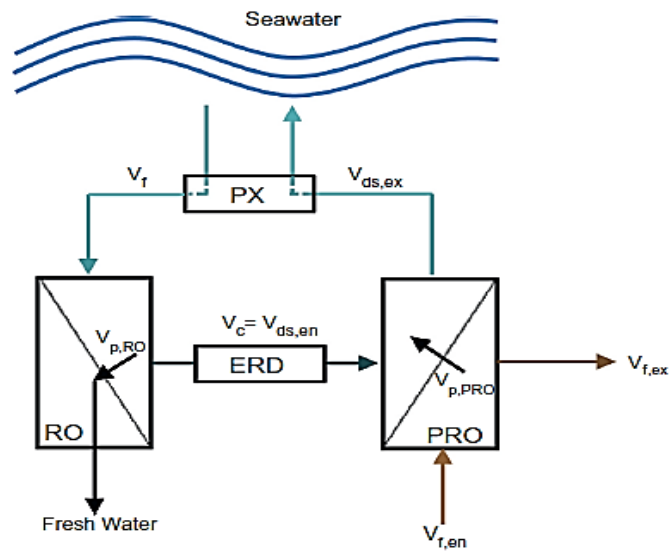 Seawater
V_f
PX
V_ds,ex
V_p,RO
RO
V_c= V_ds,en
ERD
V_p,PRO
PRO
V_f,ex
Fresh Water
V_f,en